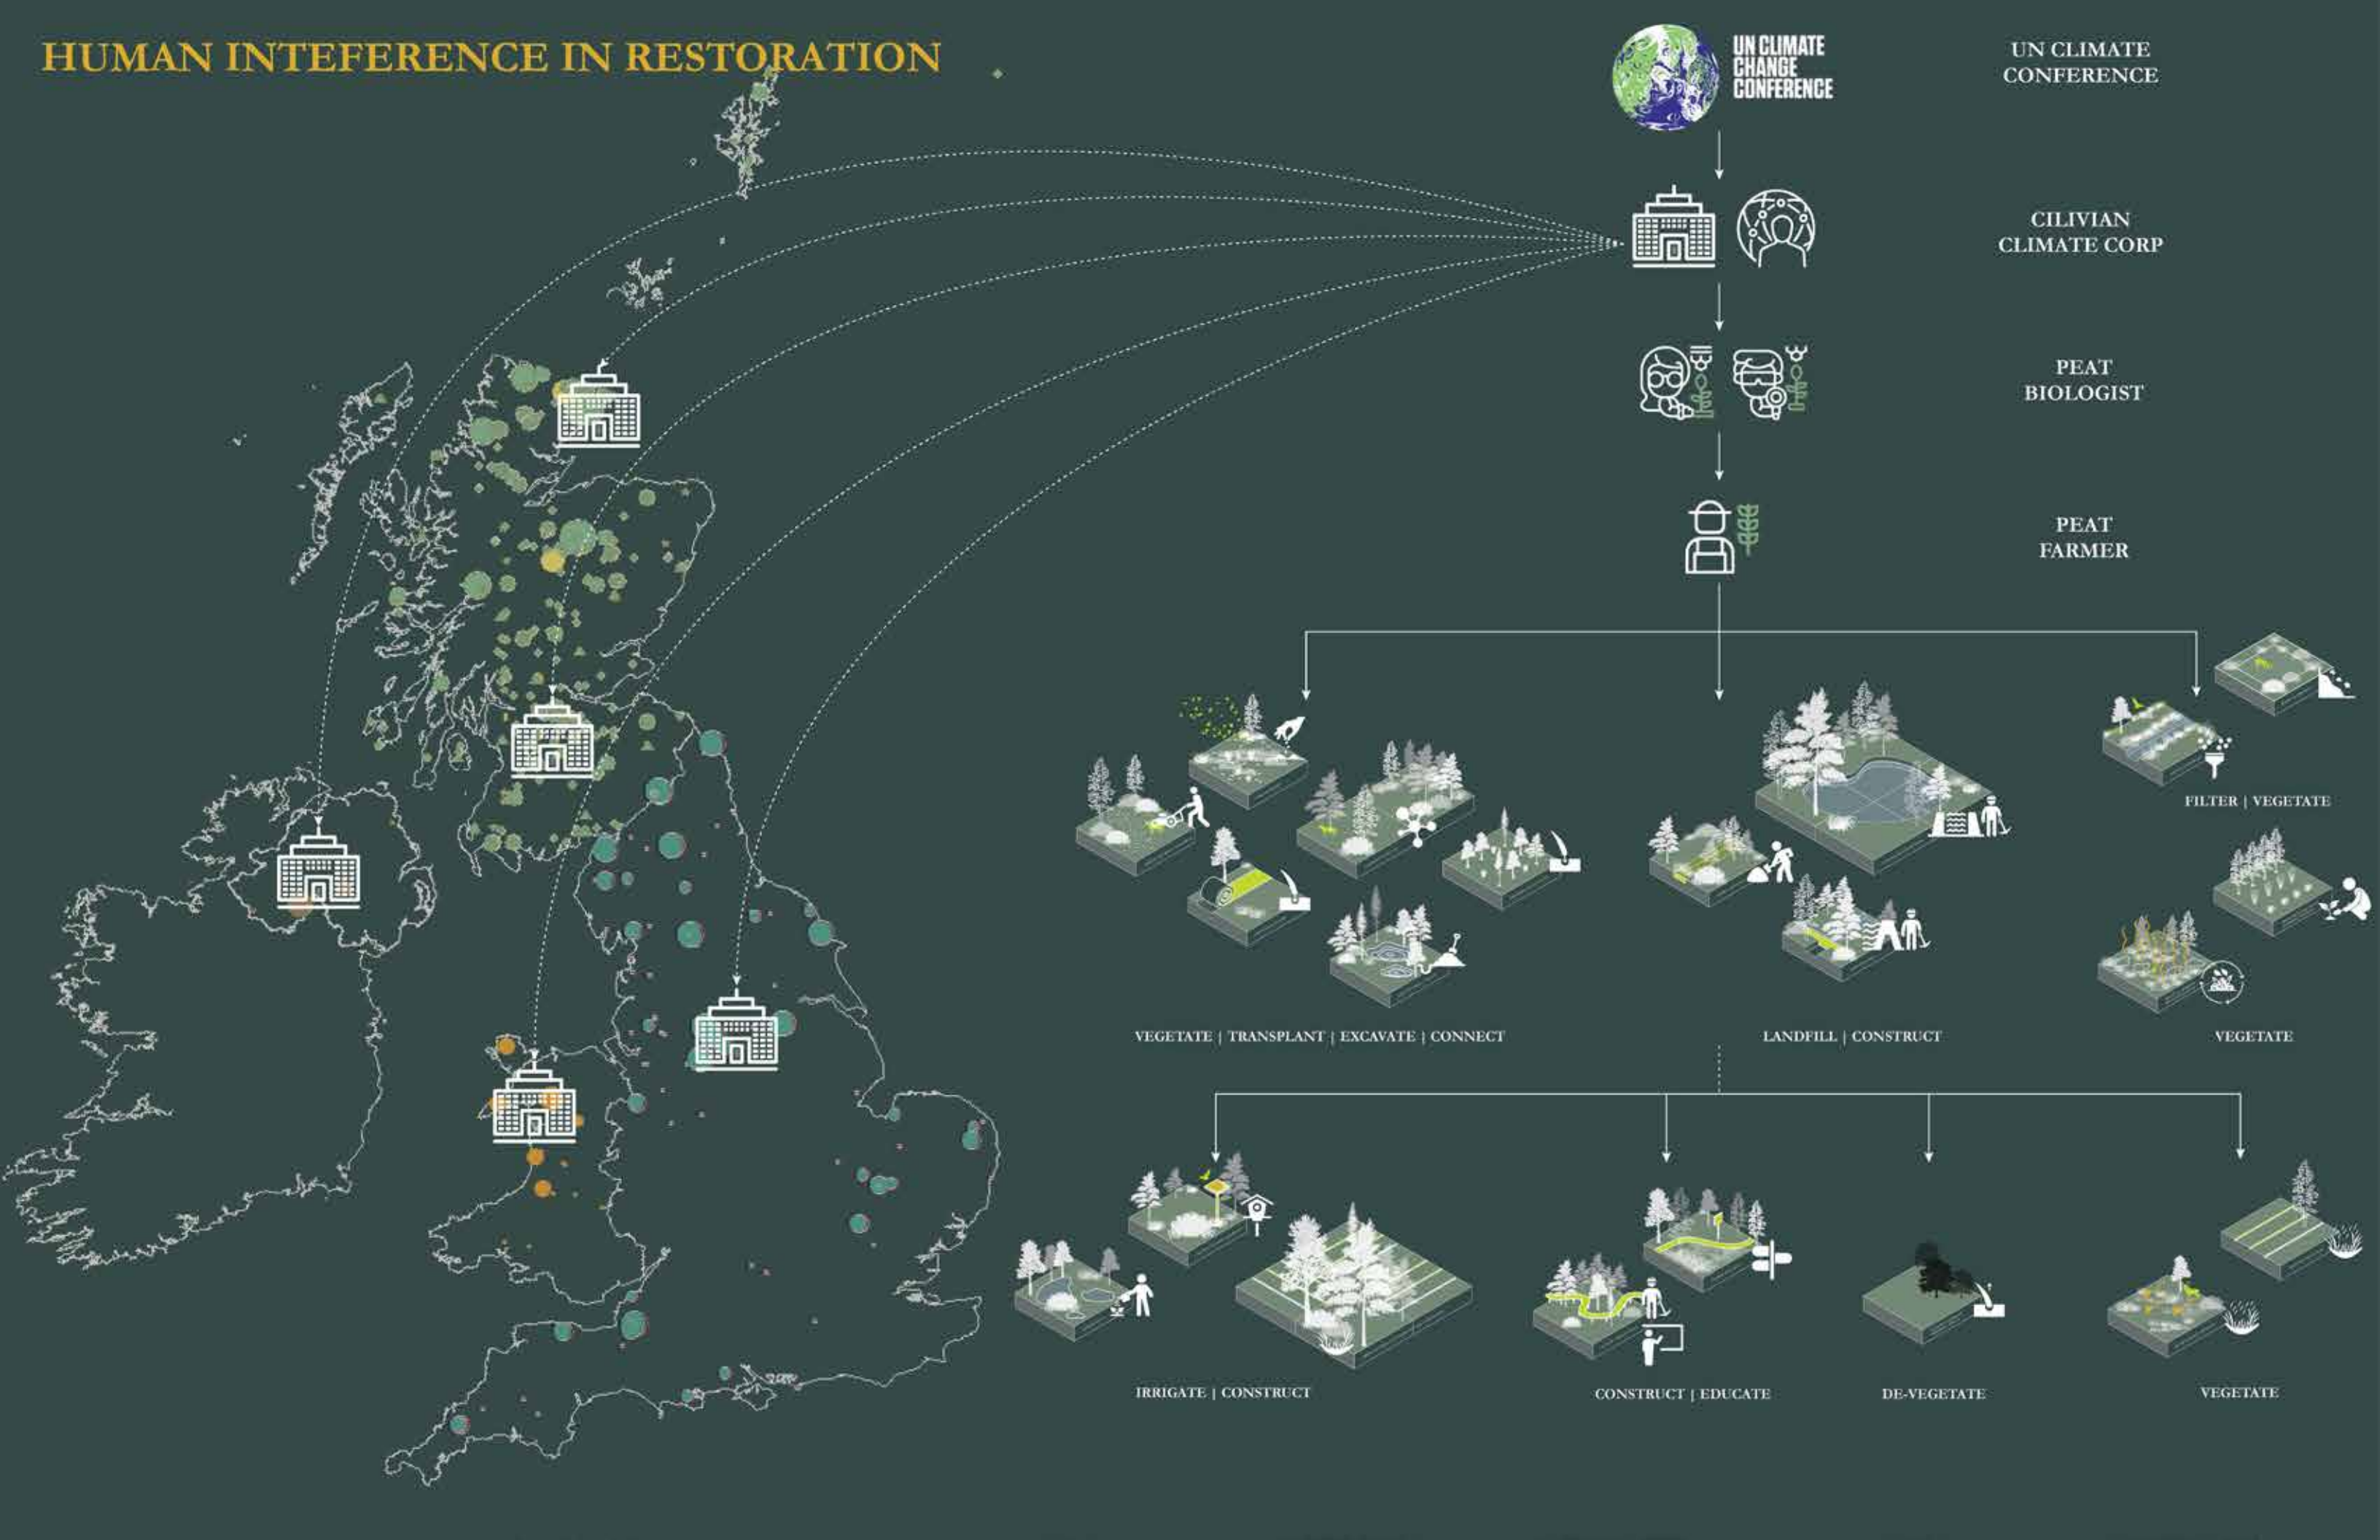 HUMAN INTEFERENCE IN RESTORATION
UN CLIMATE
CHANGE
CONFERENCE
UN CLIMATE
CONFERENCE
CILIVIAN
CLIMATE CORP
PEAT
BIOLOGIST
PEAT
FARMER
FILTER | VEGETATE
VEGETATE | TRANSPLANT | EXCAVATE | CONNECT
LANDFILL | CONSTRUCT
VEGETATE
IRRIGATE | CONSTRUCT
CONSTRUCT | EDUCATE
DE-VEGETATE
VEGETATE